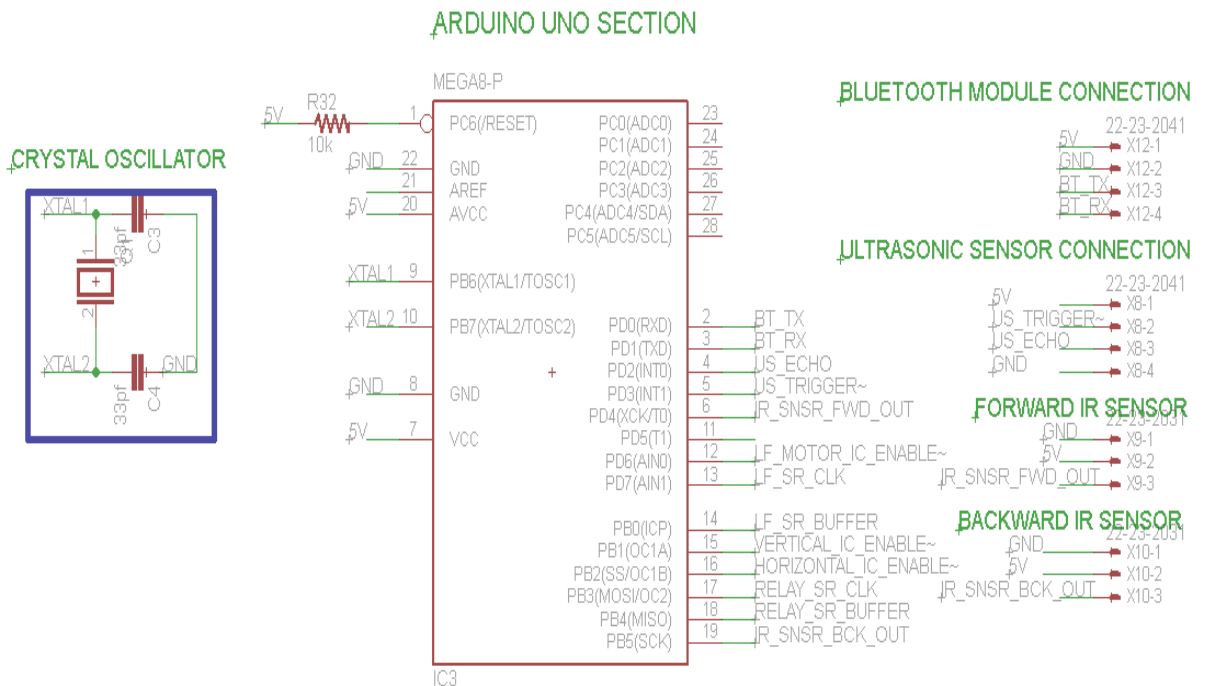 ARDUINO UNO SECTION
MEGA8-P
5V R32 10k
1 PC6(/RESET)
GND 22 GND
21 AREF
5V 20 AVCC
XTAL1 9 PB6(XTAL1/TOSC1)
XTAL2 10 PB7(XTAL2/TOSC2)
GND 8 GND
5V 7 VCC
PC0(ADC0) 23
PC1(ADC1) 24
PC2(ADC2) 25
PC3(ADC3) 26
PC4(ADC4/SDA) 27
PC5(ADC5/SCL) 28
PD0(RXD) 2 BT_TX
PD1(TXD) 3 BT_RX
PD2(INT0) 4 US_ECHO
PD3(INT1) 5 US_TRIGGER~
PD4(XCK/T0) 6 IR_SNSR_FWD_OUT
PD5(T1) 11
PD6(AIN0) 12 LF_MOTOR_IC_ENABLE~
PD7(AIN1) 13 LF_SR_CLK
PB0(ICP) 14 LF_SR_BUFFER
PB1(OC1A) 15 VERTICAL_IC_ENABLE~
PB2(SS/OC1B) 16 HORIZONTAL_IC_ENABLE~
PB3(MOSI/OC2) 17 RELAY_SR_CLK
PB4(MISO) 18 RELAY_SR_BUFFER
PB5(SCK) 19 IR_SNSR_BCK_OUT
IC3
CRYSTAL OSCILLATOR
XTAL1
33pf
C3
1
2
XTAL2
GND
33pf
C4
BLUETOOTH MODULE CONNECTION
22-23-2041
5V X12-1
GND X12-2
BT_TX X12-3
BT_RX X12-4
ULTRASONIC SENSOR CONNECTION
22-23-2041
5V X8-1
US_TRIGGER~ X8-2
US_ECHO X8-3
GND X8-4
FORWARD IR SENSOR
22-23-2031
GND X9-1
5V X9-2
IR_SNSR_FWD_OUT X9-3
BACKWARD IR SENSOR
22-23-2031
GND X10-1
5V X10-2
IR_SNSR_BCK_OUT X10-3